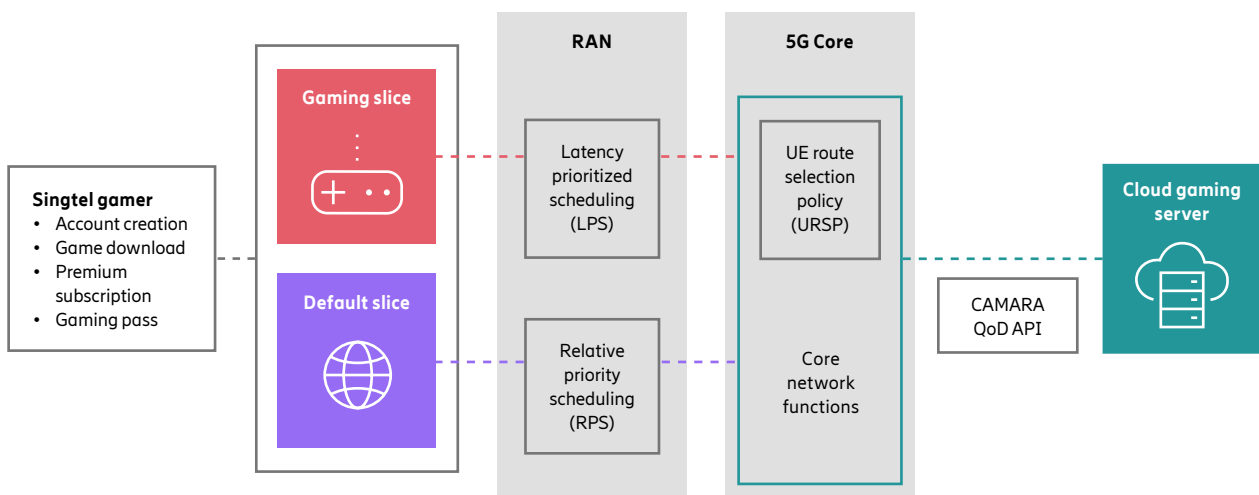 Singtel gamer
• Account creation
• Game download
• Premium
subscription
• Gaming pass
Gaming slice
Default slice
RAN
Latency
prioritized
scheduling
(LPS)
Relative
priority
scheduling
(RPS)
5G Core
UE route
selection
policy
(URSP)
Core
network
functions
CAMARA
QoD API
Cloud gaming
server